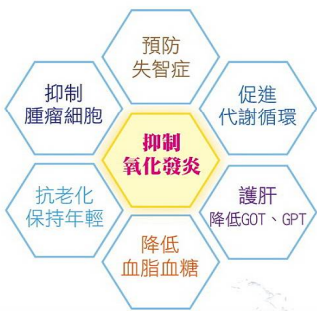 預防
失智症
抑制
腫瘤細胞
促進
代謝循環
抑制
氧化發炎
抗老化
保持年輕
護肝
降低GOT、GPT
降低
血脂血糖